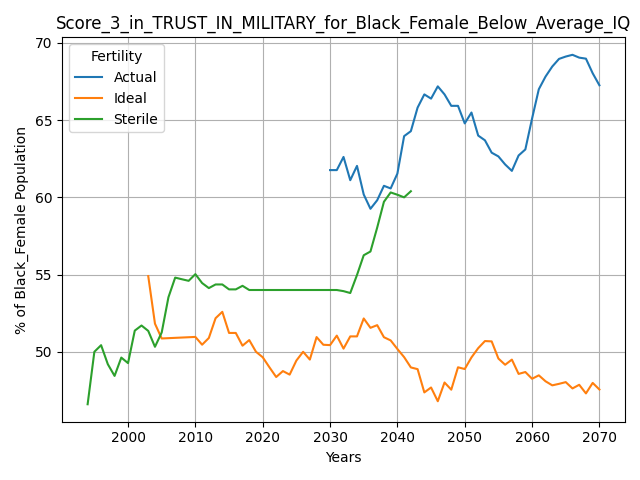 Score_3_in_TRUST_IN_MILITARY_for_Black_Female_Below_Average_IQ
Fertility
Actual
Ideal
Sterile
% of Black_Female Population
70
65
60
55
50
2000
2010
2020
2030
2040
2050
2060
2070
Years